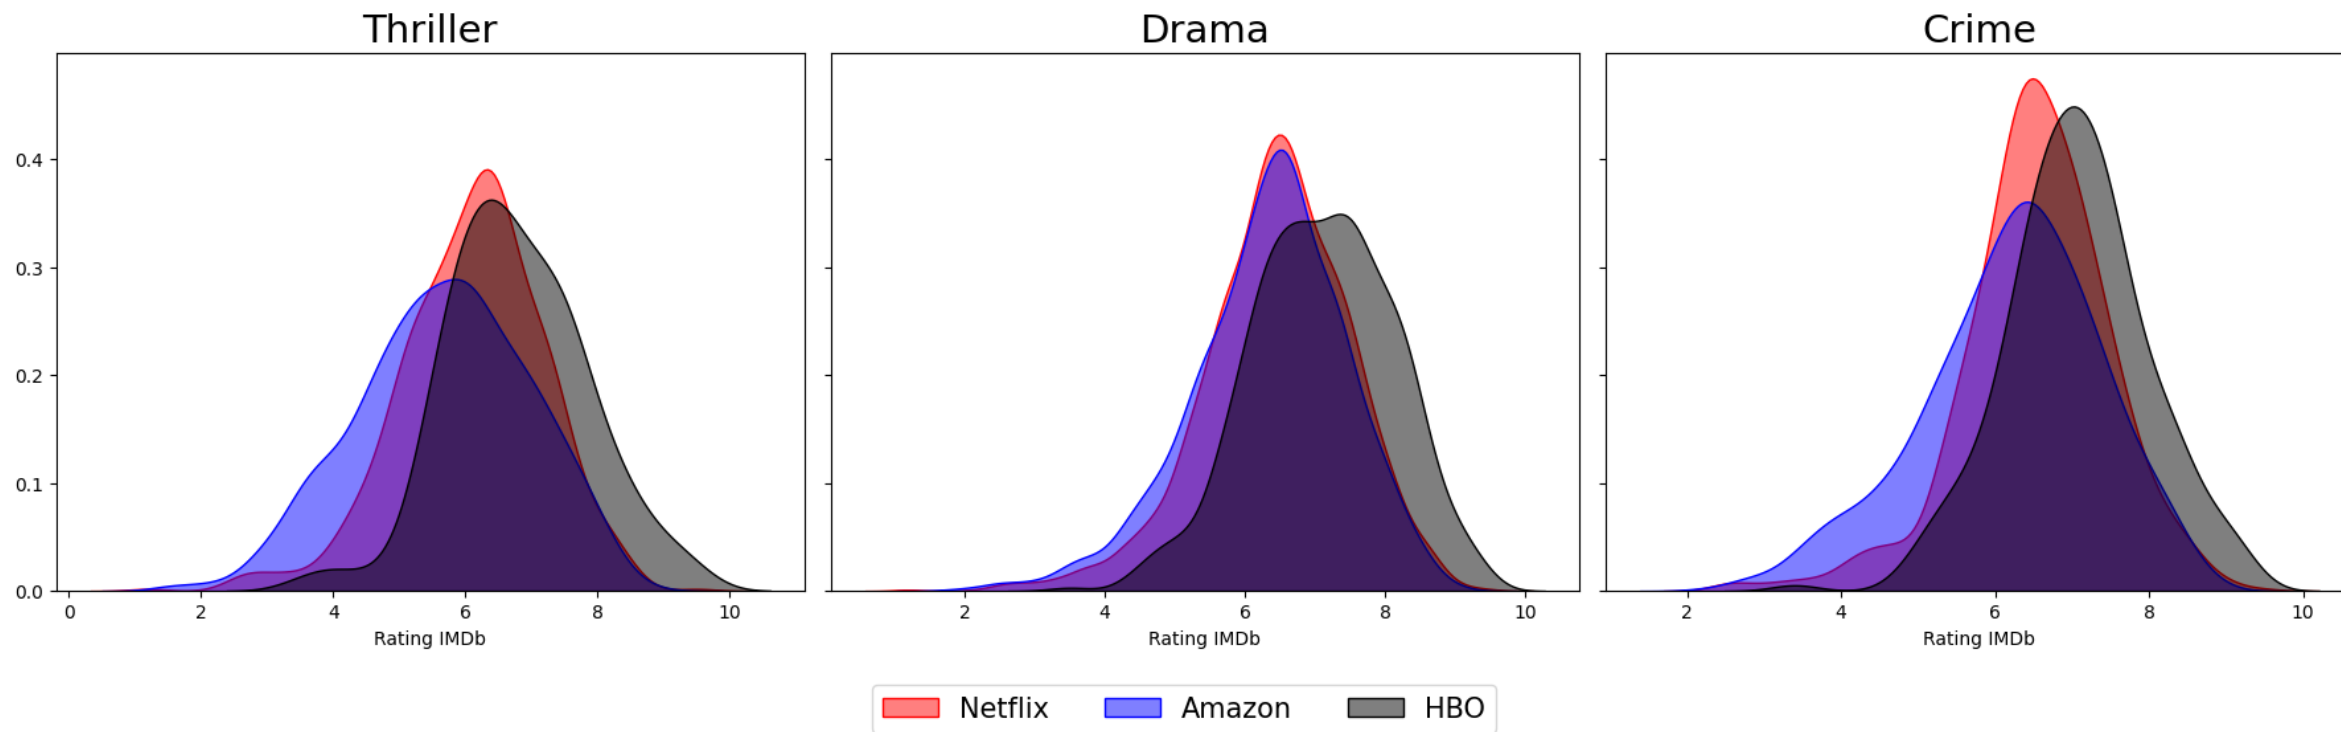 Thriller Drama Crime
0.4
0.3
0.2
0.1
0.0
0 2 4 6 8 10 2 4 6 8 10 2 4 6 8 10
Rating IMDb Rating IMDb Rating IMDb
Netflix Amazon HBO